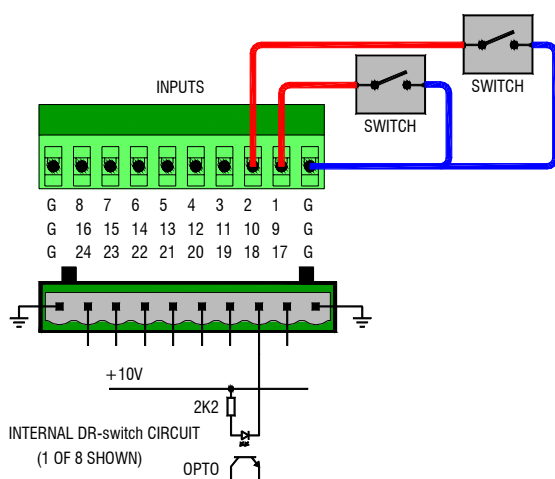 SWITCH
INPUTS
SWITCH
G 8 7 6 5 4 3 2 1 G
G 16 15 14 13 12 11 10 9 G
G 24 23 22 21 20 19 18 17 G
+10V
2K2
INTERNAL DR-switch CIRCUIT
(1 OF 8 SHOWN)
OPTO